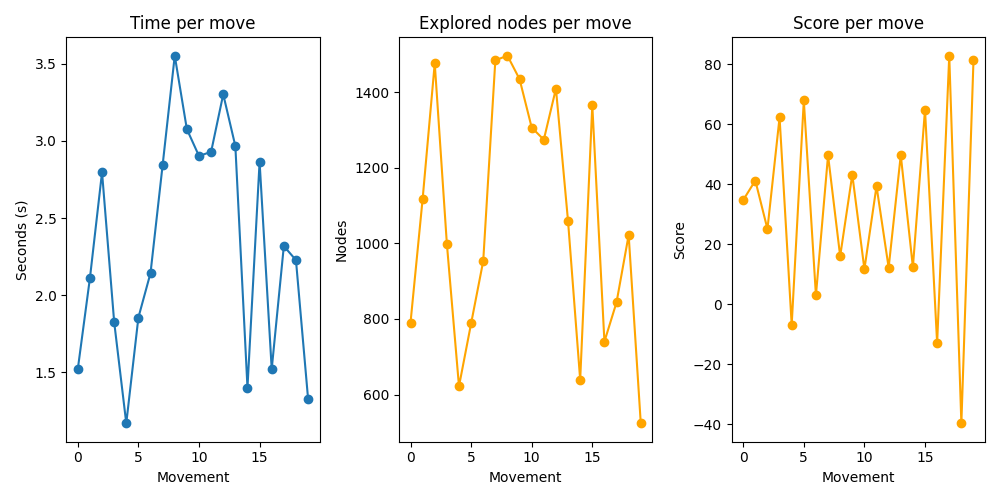 Time per move
Seconds (s)
3.5
3.0
2.5
2.0
1.5
0 5 10 15
Movement
Explored nodes per move
Nodes
1400
1200
1000
800
600
0 5 10 15
Movement
Score per move
Score
80
60
40
20
0
−20
−40
0 5 10 15
Movement